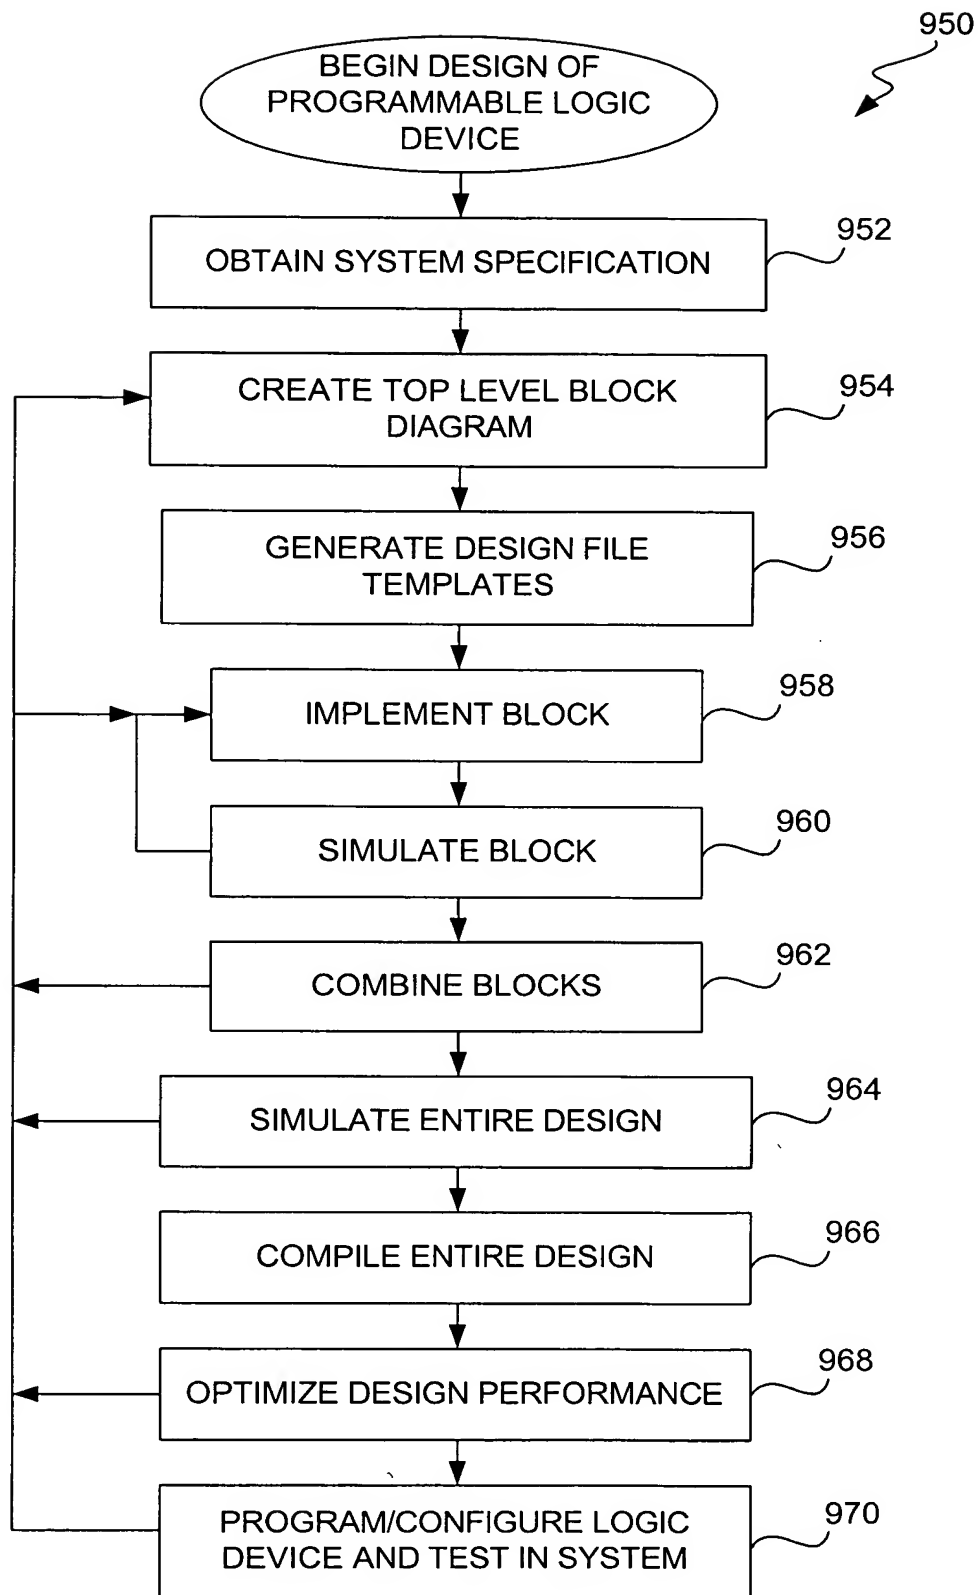 950
BEGIN DESIGN OF
PROGRAMMABLE LOGIC
DEVICE
952
OBTAIN SYSTEM SPECIFICATION
954
CREATE TOP LEVEL BLOCK
DIAGRAM
956
GENERATE DESIGN FILE
TEMPLATES
958
IMPLEMENT BLOCK
960
SIMULATE BLOCK
962
COMBINE BLOCKS
964
SIMULATE ENTIRE DESIGN
966
COMPILE ENTIRE DESIGN
968
OPTIMIZE DESIGN PERFORMANCE
970
PROGRAM/CONFIGURE LOGIC
DEVICE AND TEST IN SYSTEM